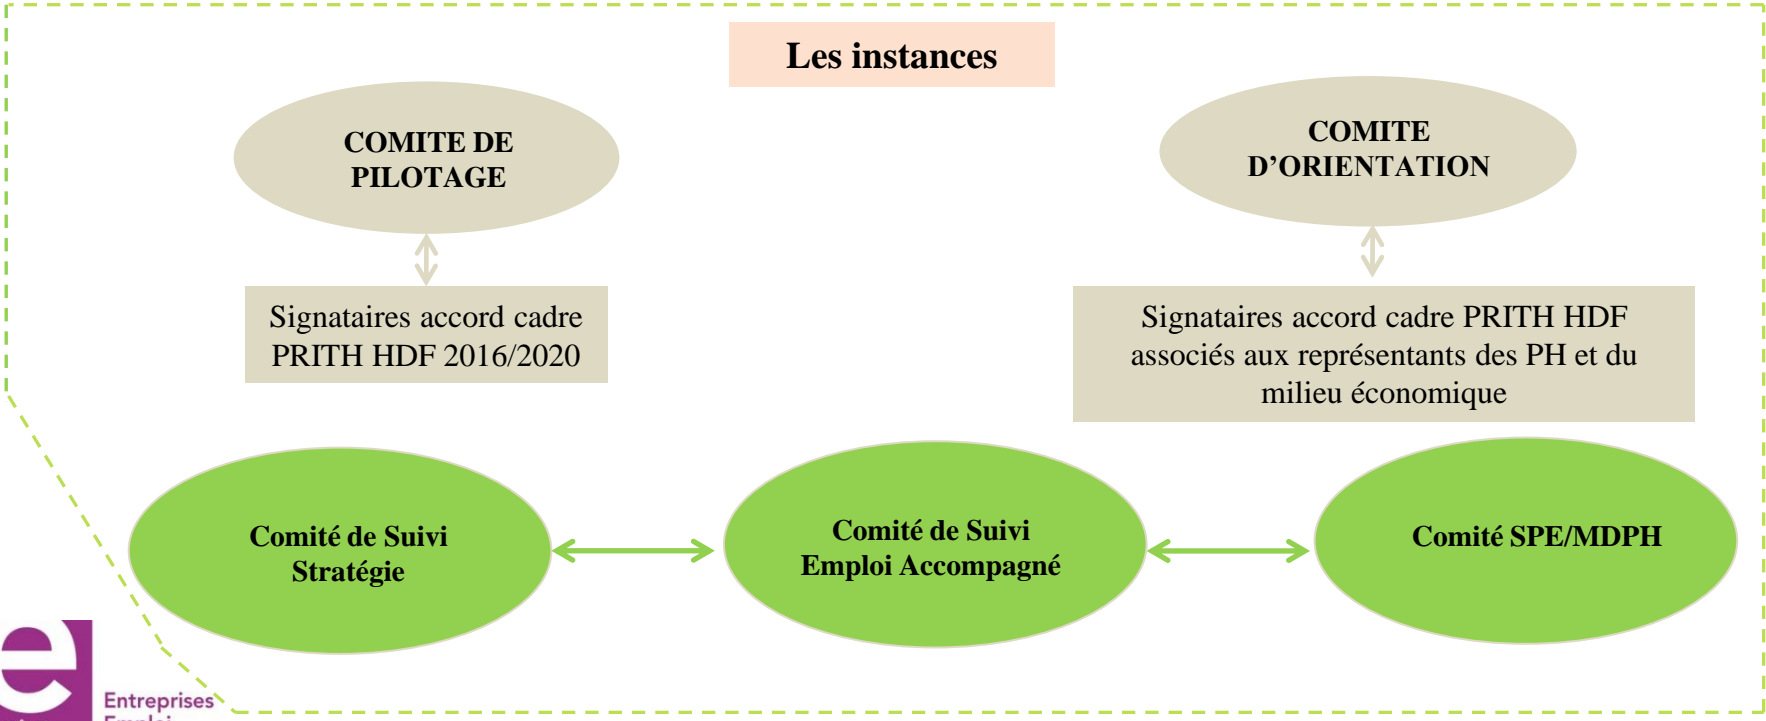 Les instances
COMITE DE
PILOTAGE
COMITE
D’ORIENTATION
Signataires accord cadre
PRITH HDF 2016/2020
Signataires accord cadre PRITH HDF
associés aux représentants des PH et du
milieu économique
Comité de Suivi
Stratégie
Comité de Suivi
Emploi Accompagné
Comité SPE/MDPH
e
Entreprises
Emploi